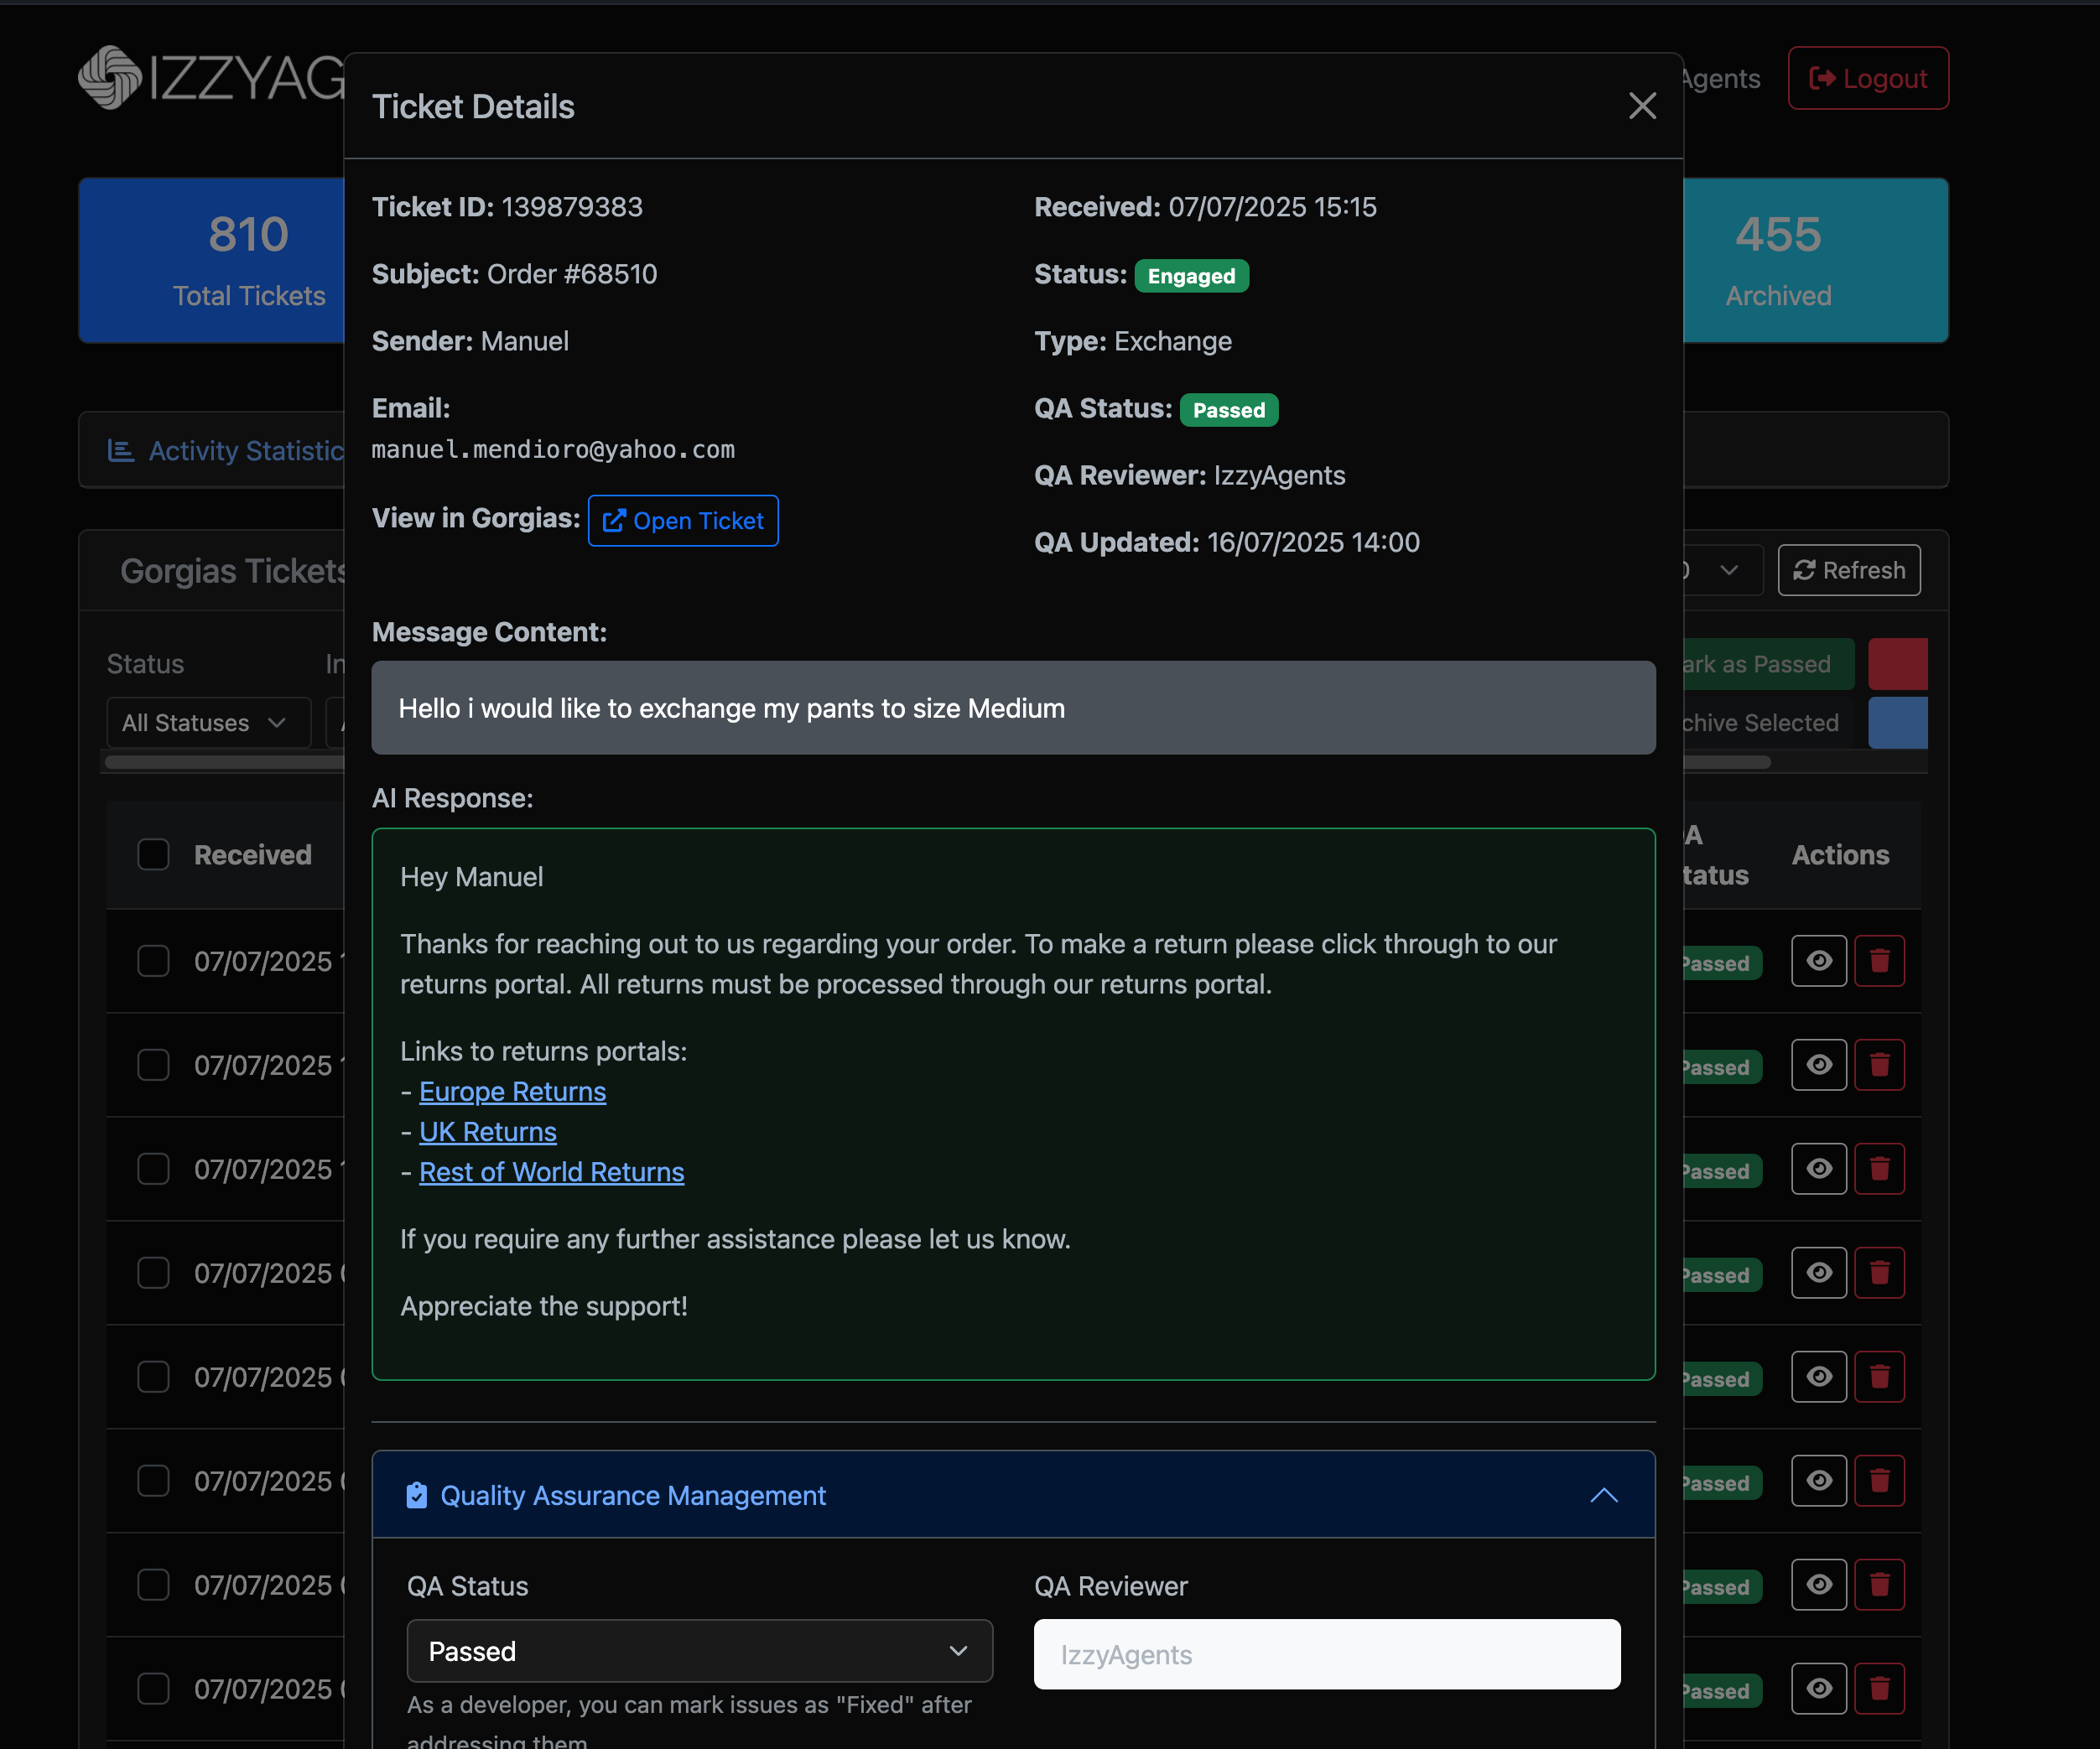 IZZYAG
Agents
Logout
Ticket Details
810
Total Tickets
455
Archived
Ticket ID: 139879383
Subject: Order #68510
Sender: Manuel
Email:
manuel.mendioro@yahoo.com
View in Gorgias: Open Ticket
Received: 07/07/2025 15:15
Status: Engaged
Type: Exchange
QA Status: Passed
QA Reviewer: IzzyAgents
QA Updated: 16/07/2025 14:00
Activity Statistic
Gorgias Tickets
Refresh
Status
In
All Statuses
ark as Passed
chive Selected
Message Content:
Hello i would like to exchange my pants to size Medium
AI Response:
Hey Manuel
Thanks for reaching out to us regarding your order. To make a return please click through to our
returns portal. All returns must be processed through our returns portal.
Links to returns portals:
- Europe Returns
- UK Returns
- Rest of World Returns
If you require any further assistance please let us know.
Appreciate the support!
Received
A
tatus
Actions
07/07/2025
Passed
07/07/2025
Passed
07/07/2025
Passed
07/07/2025
Passed
07/07/2025
Passed
07/07/2025
Passed
07/07/2025
Passed
07/07/2025
Passed
Quality Assurance Management
QA Status
Passed
As a developer, you can mark issues as "Fixed" after
addressing them
QA Reviewer
IzzyAgents